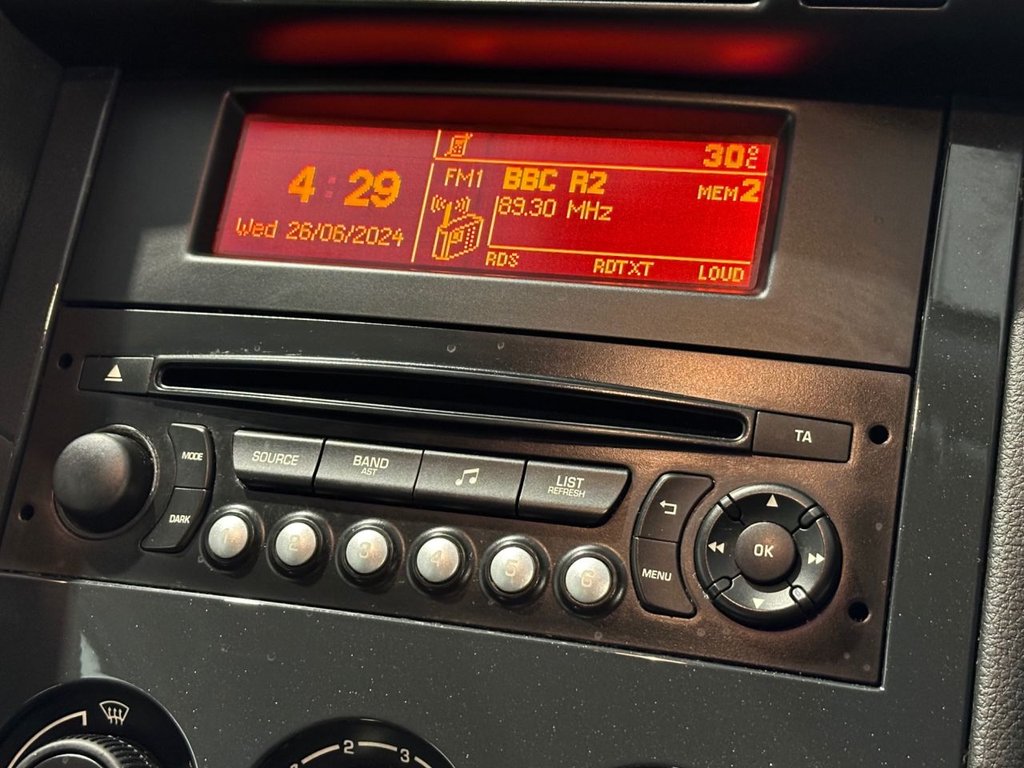 4:29
Wed 26/06/2024
30°C
FM1 BBC R2 MEM2
89.30 MHz
RDS RDTXT LOUD
TA
MODE
DARK
SOURCE
BAND
AST
LIST
REFRESH
MENU
OK
1 2 3 4 5 6
2 3